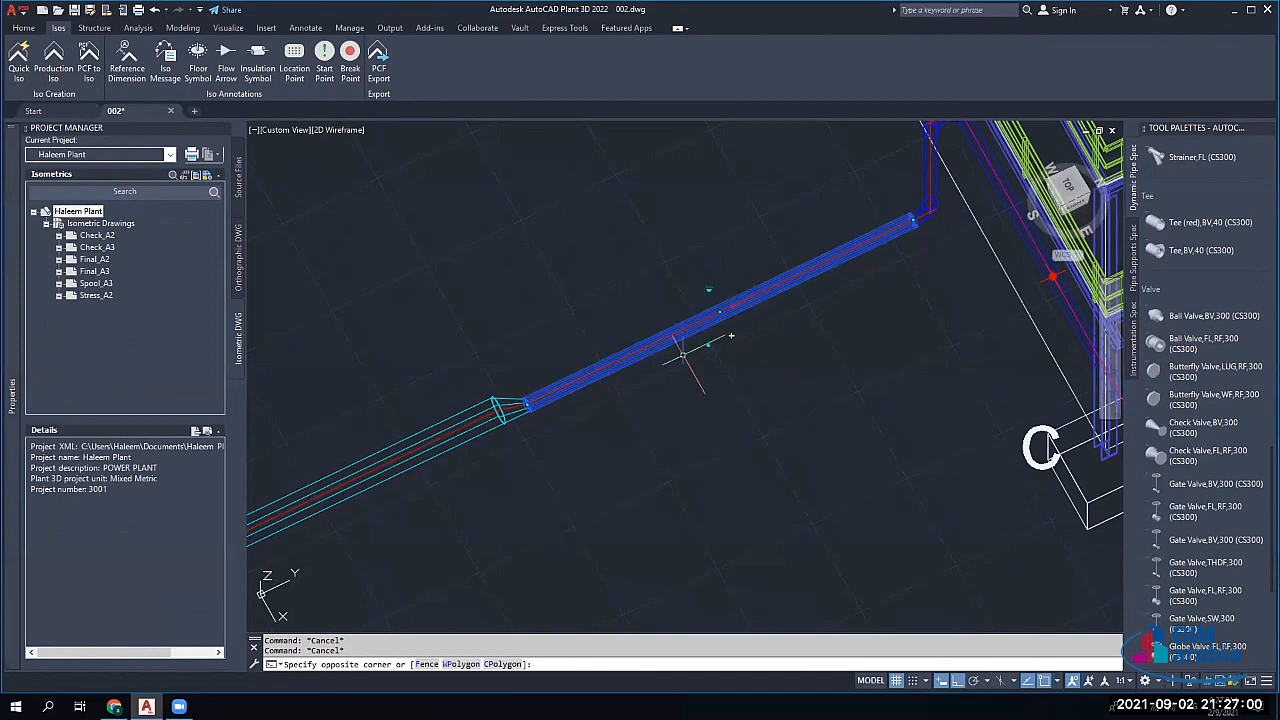 Share
Autodesk AutoCAD Plant 3D 2022 002.dwg
Type a keyword or phrase
Sign In
Home Isos Structure Analysis Modeling Visualize Insert Annotate Manage Output Add-ins Collaborate Vault Express Tools Featured Apps
Quick Iso
Production Iso
PCF to Iso
Reference Dimension
Iso Message
Floor Symbol
Flow Arrow
Insulation Symbol
Location Point
Start Point
Break Point
PCF Export
Iso Creation
Iso Annotations
Export
Start
002*
PROJECT MANAGER
Current Project:
Haleem Plant
Isometrics
Search
Haleem Plant
Isometric Drawings
Check_A2
Check_A3
Final_A2
Final_A3
Spool_A3
Stress_A2
Details
Project XML: C:\Users\Haleem\Documents\Haleem Pl
Project name: Haleem Plant
Project description: POWER PLANT
Plant 3D project unit: Mixed Metric
Project number: 3001
Properties
Source Files
Orthographic DWG
Isometric DWG
[−][Custom View][2D Wireframe]
W
N
TOP
S
E
WCS
C
Z
Y
X
Command: *Cancel*
Command: *Cancel*
Specify opposite corner or [Fence WPolygon CPolygon]:
TOOL PALETTES - AUTOC...
Dynamic Pipe Spec
Pipe Supports Spec
Instrumentation Spec
Strainer,FL (CS300)
Tee
Tee (red),BV,40 (CS300)
Tee,BV,40 (CS300)
Valve
Ball Valve,BV,300 (CS300)
Ball Valve,FL,RF,300
(CS300)
Butterfly Valve,LUG,RF,300
(CS300)
Butterfly Valve,WF,RF,300
(CS300)
Check Valve,BV,300
(CS300)
Check Valve,FL,RF,300
(CS300)
Gate Valve,BV,300 (CS300)
Gate Valve,FL,RF,300
(CS300)
Gate Valve,BV,300 (CS300)
Gate Valve,THDF,300
(CS300)
Gate Valve,FL,RF,300
(CS300)
Gate Valve,SW,300
(CS300)
Globe Valve,FL,RF,300
MODEL
1:1
2021-09-02 21:27:00